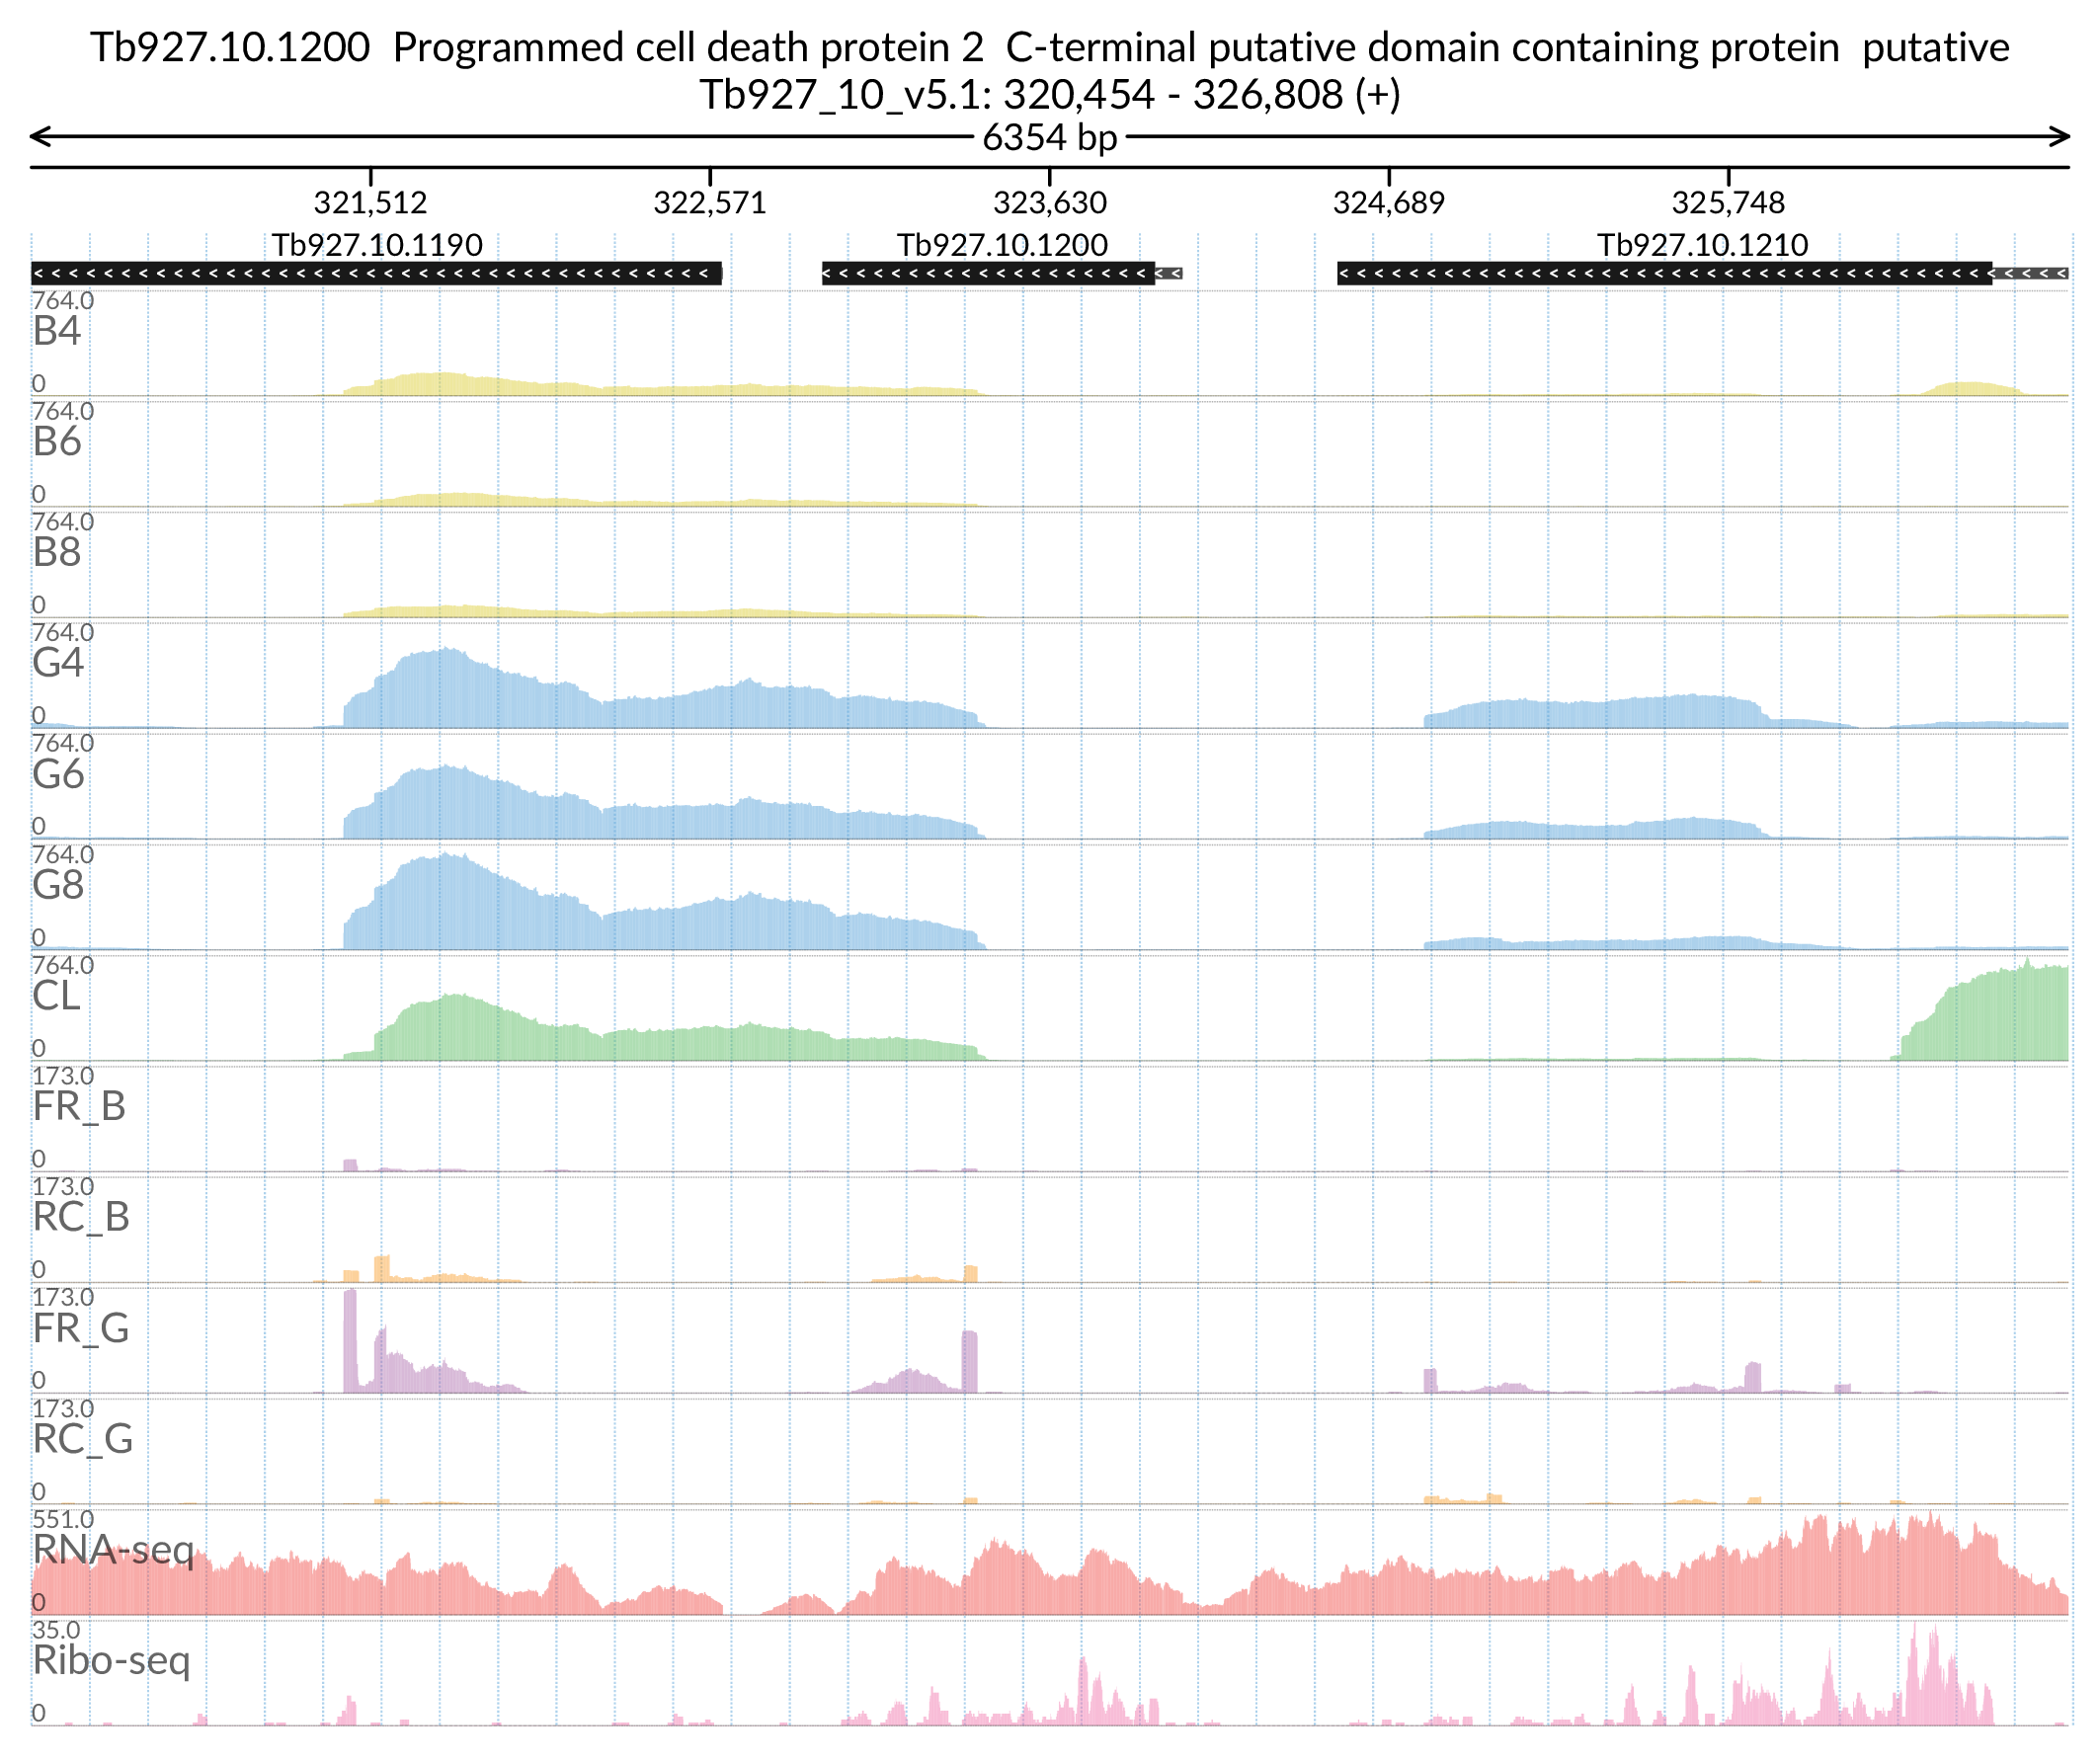 Tb927.10.1200 Programmed cell death protein 2 C-terminal putative domain containing protein putative
Tb927_10_v5.1: 320,454 - 326,808 (+)
6354 bp
321,512 322,571 323,630 324,689 325,748
Tb927.10.1190 Tb927.10.1200 Tb927.10.1210
764.0
B4
0
764.0
B6
0
764.0
B8
0
764.0
G4
0
764.0
G6
0
764.0
G8
0
764.0
CL
0
173.0
FR_B
0
173.0
RC_B
0
173.0
FR_G
0
173.0
RC_G
0
551.0
RNA-seq
0
35.0
Ribo-seq
0